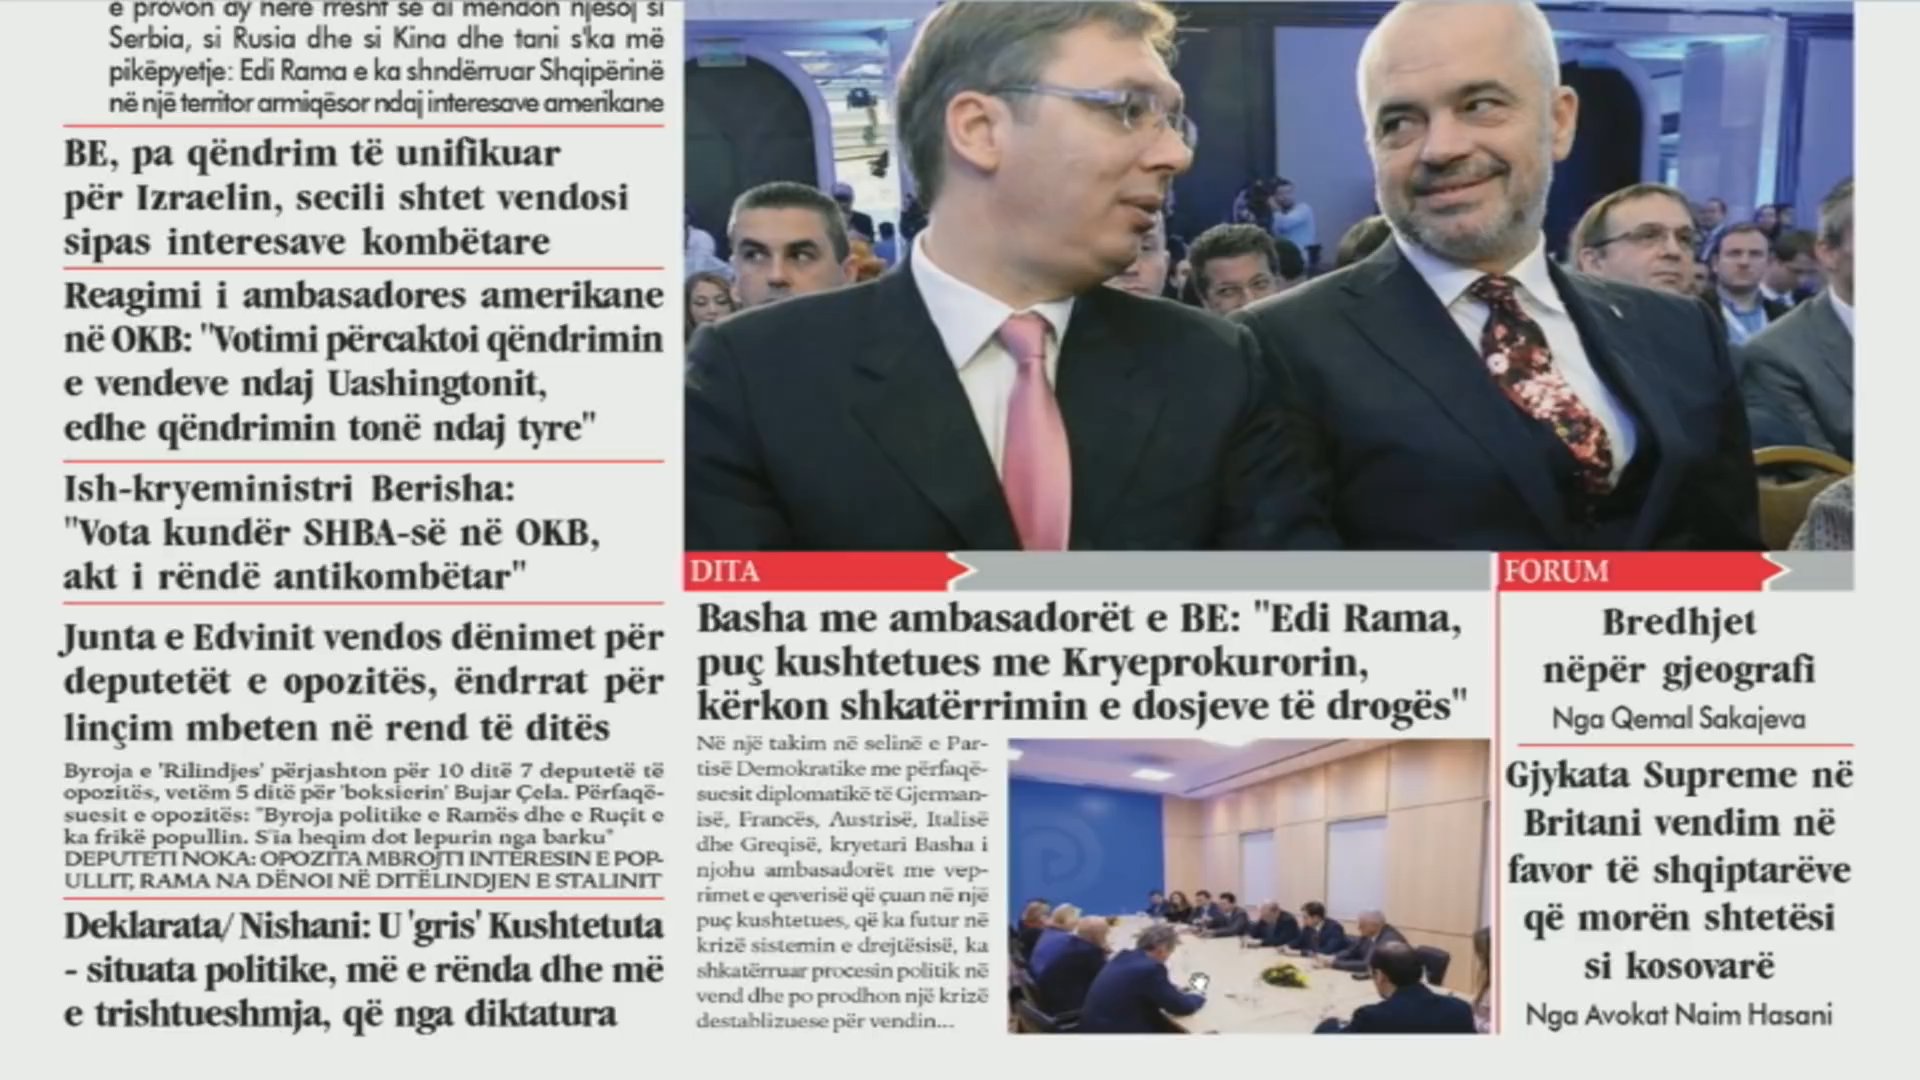 e provon ay herë rresht se ai mendon njësoj si
Serbia, si Rusia dhe si Kina dhe tani s'ka më
pikëpyetje: Edi Rama e ka shndërruar Shqipërinë
në një territor armiqësor ndaj interesave amerikane
BE, pa qëndrim të unifikuar
për Izraelin, secili shtet vendosi
sipas interesave kombëtare
Reagimi i ambasadores amerikane
në OKB: "Votimi përcaktoi qëndrimin
e vendeve ndaj Uashingtonit,
edhe qëndrimin tonë ndaj tyre"
Ish-kryeministri Berisha:
"Vota kundër SHBA-së në OKB,
akt i rëndë antikombëtar"
Junta e Edvinit vendos dënimet për
deputetët e opozitës, ëndrrat për
linçim mbeten në rend të ditës
Byroja e 'Rilindjes' përjashton për 10 ditë 7 deputetë të
opozitës, vetëm 5 ditë për 'boksierin' Bujar Çela. Përfaqë-
suesit e opozitës: "Byroja politike e Ramës dhe e Ruçit e
ka frikë popullin. S'ia heqim dot lepurin nga barku"
DEPUTETI NOKA: OPOZITA MBROJTI INTERESIN E POP-
ULLIT, RAMA NA DËNOI NË DITËLINDJEN E STALINIT
Deklarata/ Nishani: U 'gris' Kushtetuta
- situata politike, më e rënda dhe më
e trishtueshmja, që nga diktatura
DITA
Basha me ambasadorët e BE: "Edi Rama,
puç kushtetues me Kryeprokurorin,
kërkon shkatërrimin e dosjeve të drogës"
Në një takim në selinë e Par-
tisë Demokratike me përfaqë-
suesit diplomatikë të Gjerman-
isë, Francës, Austrisë, Italisë
dhe Greqisë, kryetari Basha i
njohu ambasadorët me vep-
rimet e qeverisë që çuan në një
puç kushtetues, që ka futur në
krizë sistemin e drejtësisë, ka
shkatërruar procesin politik në
vend dhe po prodhon një krizë
destablizuese për vendin...
FORUM
Bredhjet
nëpër gjeografi
Nga Qemal Sakajeva
Gjykata Supreme në
Britani vendim në
favor të shqiptarëve
që morën shtetësi
si kosovarë
Nga Avokat Naim Hasani